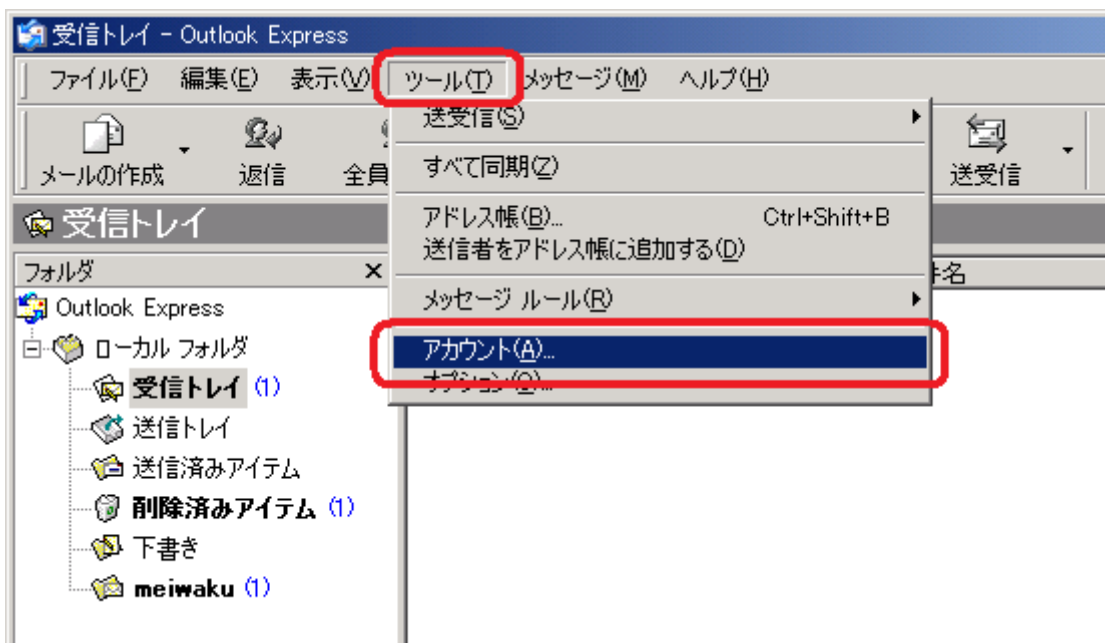 受信トレイ - Outlook Express
ファイル(F) 編集(E) 表示(V) ツール(T) メッセージ(M) ヘルプ(H)
メールの作成 返信 全員 送受信
送受信(S)
すべて同期(Z)
アドレス帳(B)... Ctrl+Shift+B
送信者をアドレス帳に追加する(D)
メッセージ ルール(R)
アカウント(A)...
オプション(O)...
受信トレイ
件名
フォルダ
Outlook Express
ローカル フォルダ
受信トレイ (1)
送信トレイ
送信済みアイテム
削除済みアイテム (1)
下書き
meiwaku (1)